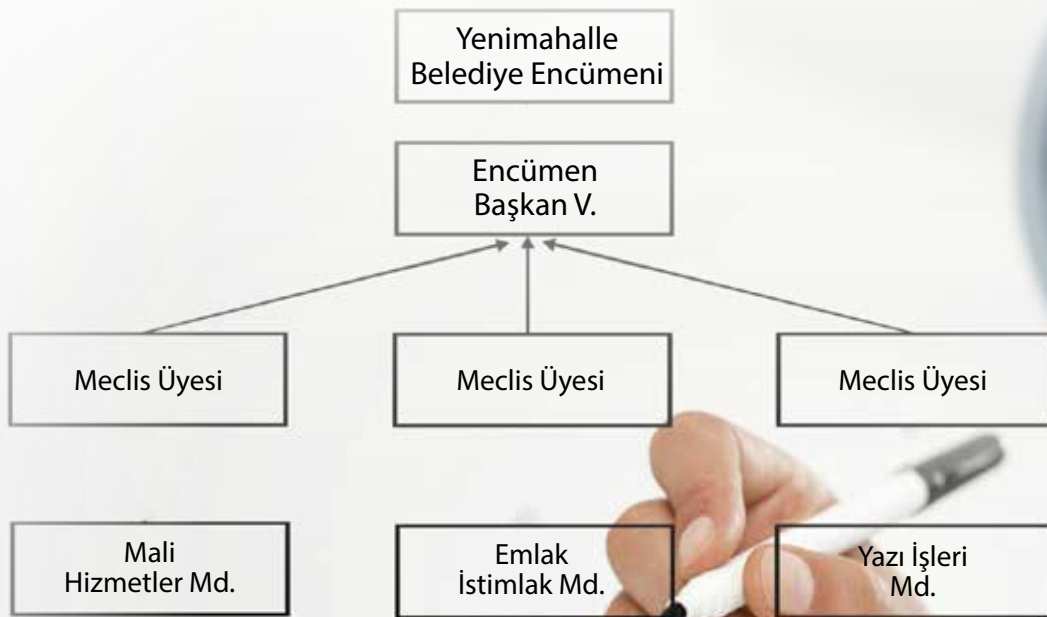 Yenimahalle
Belediye Encümeni
Encümen
Başkan V.
Meclis Üyesi
Meclis Üyesi
Meclis Üyesi
Mali
Hizmetler Md.
Emlak
İstimlak Md.
Yazı İşleri
Md.